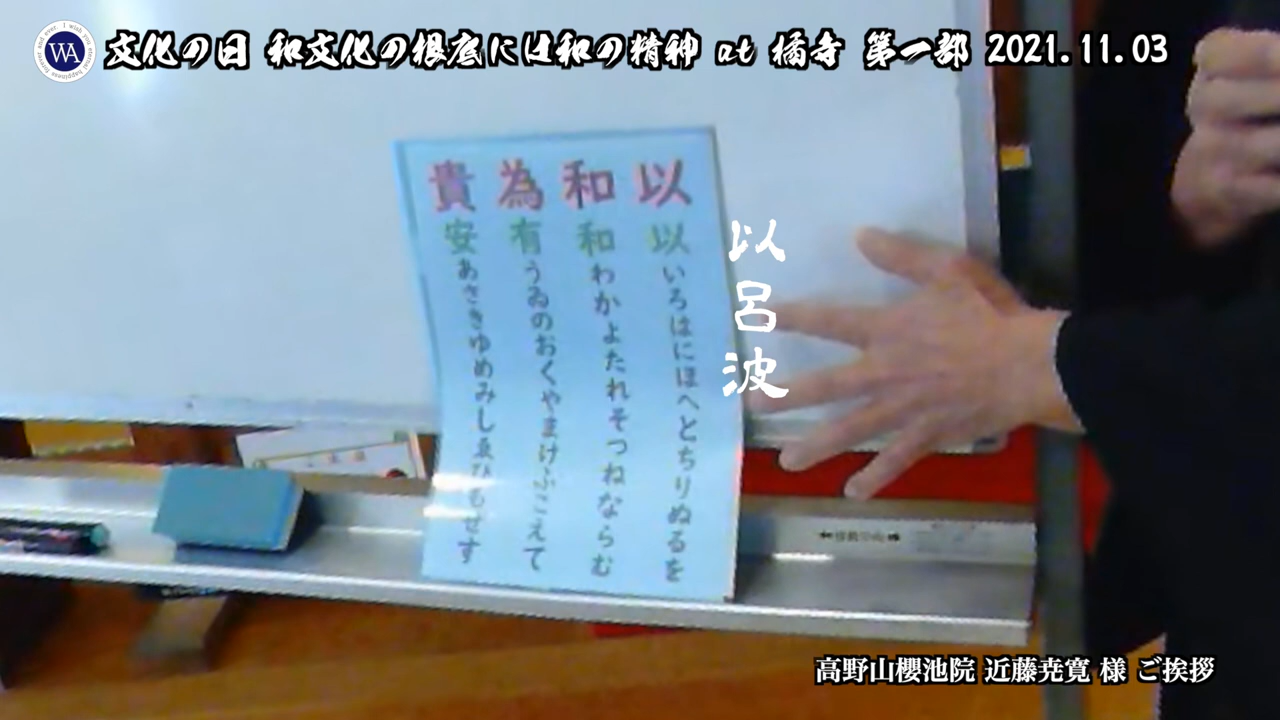 文化の日 和文化の根底には和の精神 at 橘寺 第一部 2021.11.03
WA
以和為貴
以いろはにほへとちりぬるを
和わかよたれそつねならむ
有うゐのおくやまけふこえて
安あさきゆめみしゑひもせす
以呂波
高野山櫻池院 近藤尭寛 様 ご挨拶